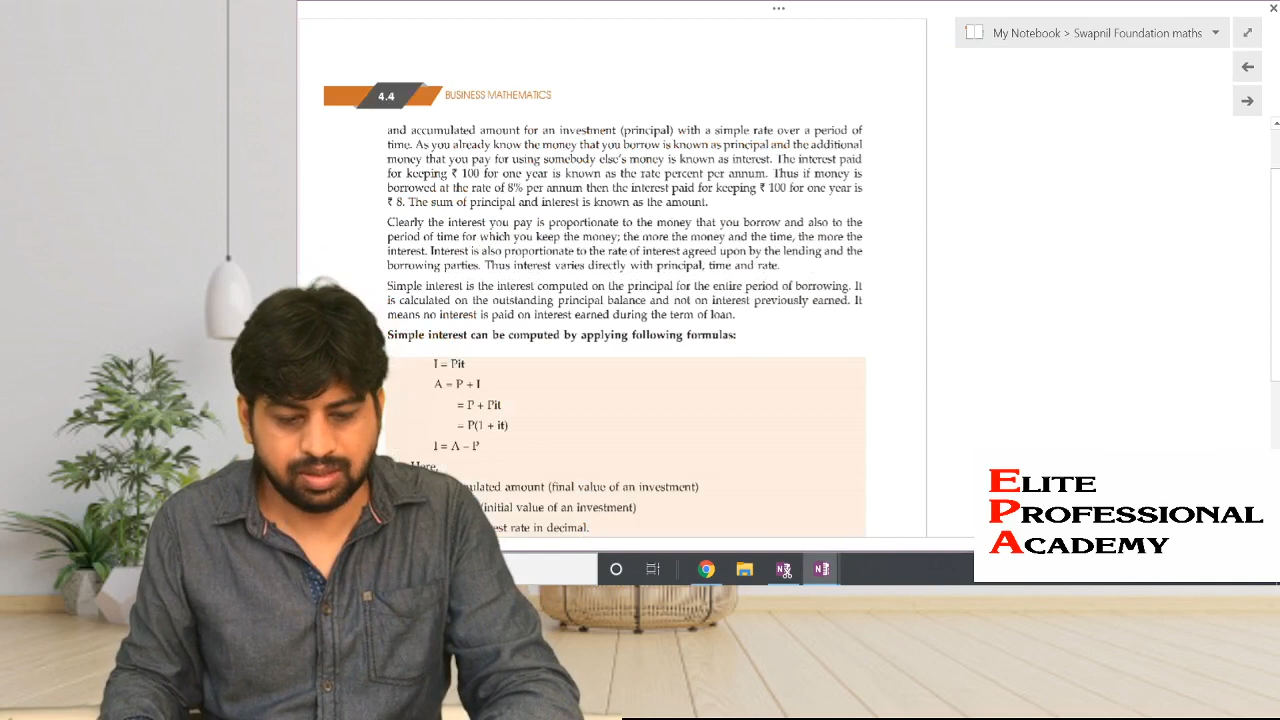 My Notebook > Swapnil Foundation maths
4.4 BUSINESS MATHEMATICS
and accumulated amount for an investment (principal) with a simple rate over a period of
time. As you already know the money that you borrow is known as principal and the additional
money that you pay for using somebody else's money is known as interest. The interest paid
for keeping ₹ 100 for one year is known as the rate percent per annum. Thus if money is
borrowed at the rate of 8% per annum then the interest paid for keeping ₹ 100 for one year is
₹ 8. The sum of principal and interest is known as the amount.
Clearly the interest you pay is proportionate to the money that you borrow and also to the
period of time for which you keep the money; the more the money and the time, the more the
interest. Interest is also proportionate to the rate of interest agreed upon by the lending and the
borrowing parties. Thus interest varies directly with principal, time and rate.
Simple interest is the interest computed on the principal for the entire period of borrowing. It
is calculated on the outstanding principal balance and not on interest previously earned. It
means no interest is paid on interest earned during the term of loan.
Simple interest can be computed by applying following formulas:
I = Pit
A = P + I
= P + Pit
= P(1 + it)
I = A – P
Here,
amount (final value of an investment)
(initial value of an investment)
rate in decimal.
ELITE
PROFESSIONAL
ACADEMY